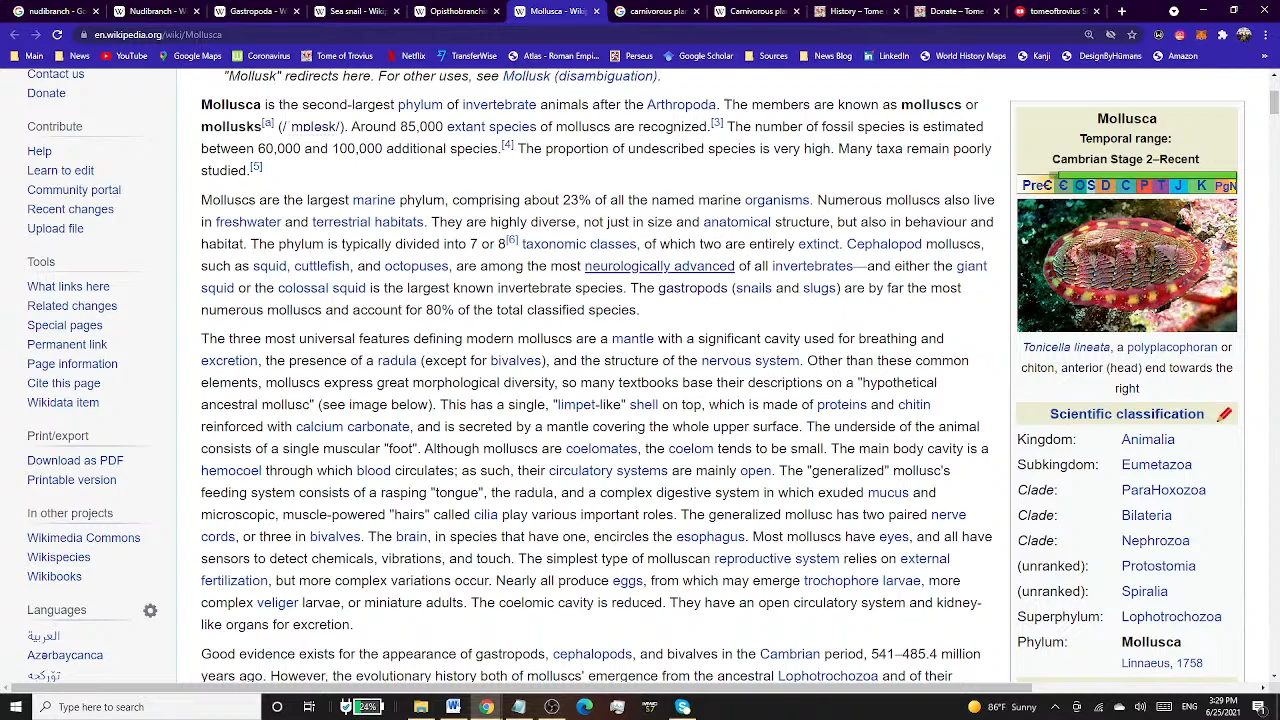 nudibranch - Go
Nudibranch - W
Gastropoda - W
Sea snail - Wiki
Opisthobranchi
Mollusca - Wiki
carnivorous pla
Carnivorous pla
History – Tome
Donate – Tome
tomeoftrovius S
en.wikipedia.org/wiki/Mollusca
Main News YouTube Google Maps Coronavirus Tome of Trovius Netflix TransferWise Atlas - Roman Empi... Perseus Google Scholar Sources News Blog LinkedIn World History Maps Kanji DesignByHumans Amazon
Contact us
Donate
Contribute
Help
Learn to edit
Community portal
Recent changes
Upload file
Tools
What links here
Related changes
Special pages
Permanent link
Page information
Cite this page
Wikidata item
Print/export
Download as PDF
Printable version
In other projects
Wikimedia Commons
Wikispecies
Wikibooks
Languages
العربية
Azərbaycanca
تۆرکجه
"Mollusk" redirects here. For other uses, see Mollusk (disambiguation).
Mollusca is the second-largest phylum of invertebrate animals after the Arthropoda. The members are known as molluscs or
mollusks[a] (/ˈmɒləsk/). Around 85,000 extant species of molluscs are recognized.[3] The number of fossil species is estimated
between 60,000 and 100,000 additional species.[4] The proportion of undescribed species is very high. Many taxa remain poorly
studied.[5]
Molluscs are the largest marine phylum, comprising about 23% of all the named marine organisms. Numerous molluscs also live
in freshwater and terrestrial habitats. They are highly diverse, not just in size and anatomical structure, but also in behaviour and
habitat. The phylum is typically divided into 7 or 8[6] taxonomic classes, of which two are entirely extinct. Cephalopod molluscs,
such as squid, cuttlefish, and octopuses, are among the most neurologically advanced of all invertebrates—and either the giant
squid or the colossal squid is the largest known invertebrate species. The gastropods (snails and slugs) are by far the most
numerous molluscs and account for 80% of the total classified species.
The three most universal features defining modern molluscs are a mantle with a significant cavity used for breathing and
excretion, the presence of a radula (except for bivalves), and the structure of the nervous system. Other than these common
elements, molluscs express great morphological diversity, so many textbooks base their descriptions on a "hypothetical
ancestral mollusc" (see image below). This has a single, "limpet-like" shell on top, which is made of proteins and chitin
reinforced with calcium carbonate, and is secreted by a mantle covering the whole upper surface. The underside of the animal
consists of a single muscular "foot". Although molluscs are coelomates, the coelom tends to be small. The main body cavity is a
hemocoel through which blood circulates; as such, their circulatory systems are mainly open. The "generalized" mollusc's
feeding system consists of a rasping "tongue", the radula, and a complex digestive system in which exuded mucus and
microscopic, muscle-powered "hairs" called cilia play various important roles. The generalized mollusc has two paired nerve
cords, or three in bivalves. The brain, in species that have one, encircles the esophagus. Most molluscs have eyes, and all have
sensors to detect chemicals, vibrations, and touch. The simplest type of molluscan reproductive system relies on external
fertilization, but more complex variations occur. Nearly all produce eggs, from which may emerge trochophore larvae, more
complex veliger larvae, or miniature adults. The coelomic cavity is reduced. They have an open circulatory system and kidney-
like organs for excretion.
Good evidence exists for the appearance of gastropods, cephalopods, and bivalves in the Cambrian period, 541–485.4 million
years ago. However, the evolutionary history both of molluscs' emergence from the ancestral Lophotrochozoa and of their
Mollusca
Temporal range:
Cambrian Stage 2–Recent
PreꞒ Ꞓ O S D C P T J K PgN
Tonicella lineata, a polyplacophoran or
chiton, anterior (head) end towards the
right
Scientific classification
Kingdom: Animalia
Subkingdom: Eumetazoa
Clade: ParaHoxozoa
Clade: Bilateria
Clade: Nephrozoa
(unranked): Protostomia
(unranked): Spiralia
Superphylum: Lophotrochozoa
Phylum: Mollusca
Linnaeus, 1758
Type here to search
24%
86°F Sunny
ENG
3:29 PM
6/25/2021